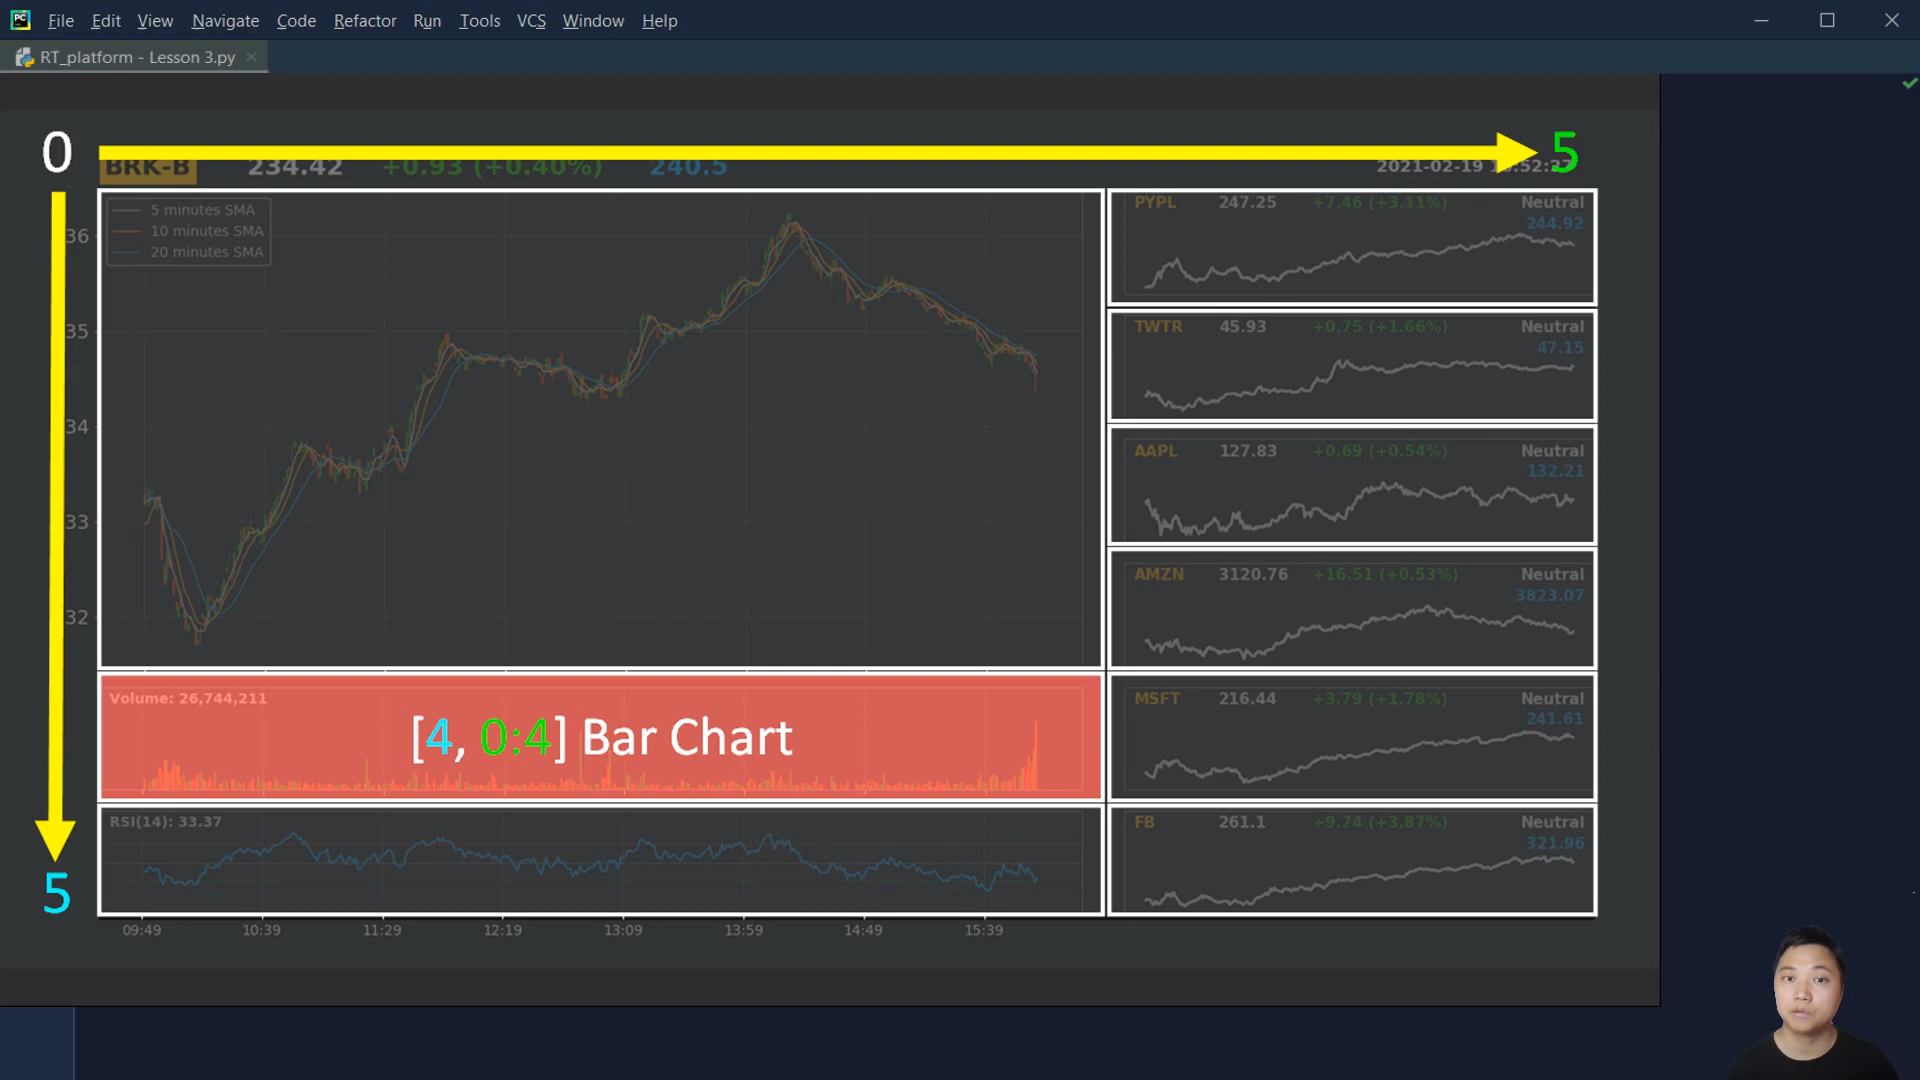 PC
File Edit View Navigate Code Refactor Run Tools VCS Window Help
RT_platform - Lesson 3.py
0
5
BRK-B 234.42 +0.93 (+0.40%) 240.5
2021-02-19
5 minutes SMA
10 minutes SMA
20 minutes SMA
36
35
34
33
32
PYPL 247.25 +7.46 (+3.11%) Neutral
244.92
TWTR 45.93 +0.75 (+1.66%) Neutral
47.15
AAPL 127.83 +0.69 (+0.54%) Neutral
132.21
AMZN 3120.76 +16.51 (+0.53%) Neutral
3823.07
Volume: 26,744,211
[4, 0:4] Bar Chart
MSFT 216.44 +3.79 (+1.78%) Neutral
241.61
RSI(14): 33.37
FB 261.1 +9.74 (+3.87%) Neutral
321.96
5
09:49 10:39 11:29 12:19 13:09 13:59 14:49 15:39